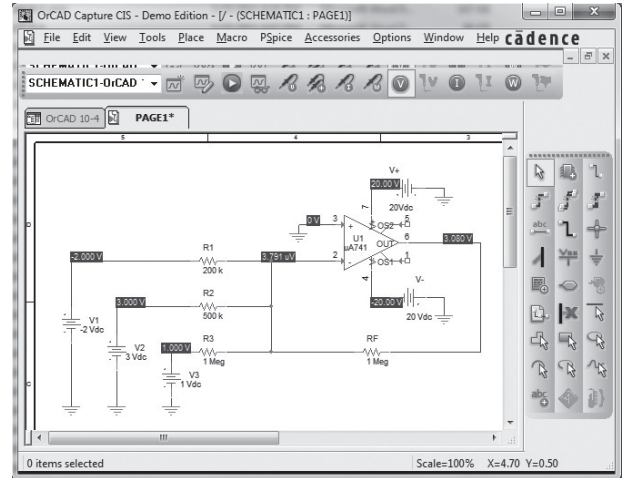 OrCAD Capture CIS - Demo Edition - [/ - (SCHEMATIC1 : PAGE1)]
File Edit View Tools Place Macro PSpice Accessories Options Window Help cādence
SCHEMATIC1-OrCAD
OrCAD 10-4 PAGE1*
5 4 3
V+
20.00 V
20Vdc
7
D
0 V 3 + OS2 5
U1
uA741
OUT 6 3.080 V
2 - OS1 1
4
-2.000 V R1 3.791 uV
200 k
V-
-20.00 V
20 Vdc
3.000 V R2
500 k
V1
-2 Vdc
V2
3 Vdc
1.000 V R3
1 Meg
RF
1 Meg
V3
1 Vdc
C
abc
0 items selected Scale=100% X=4.70 Y=0.50